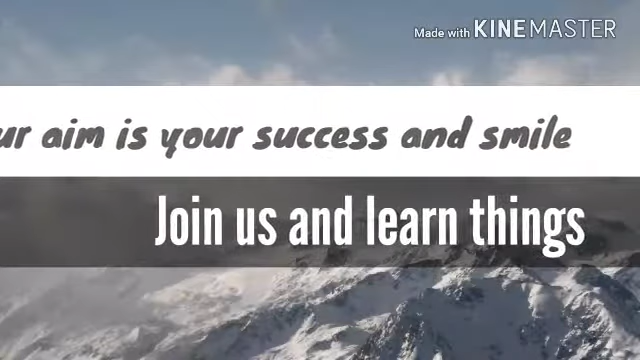 Made with KINEMASTER
ur aim is your success and smile
Join us and learn things